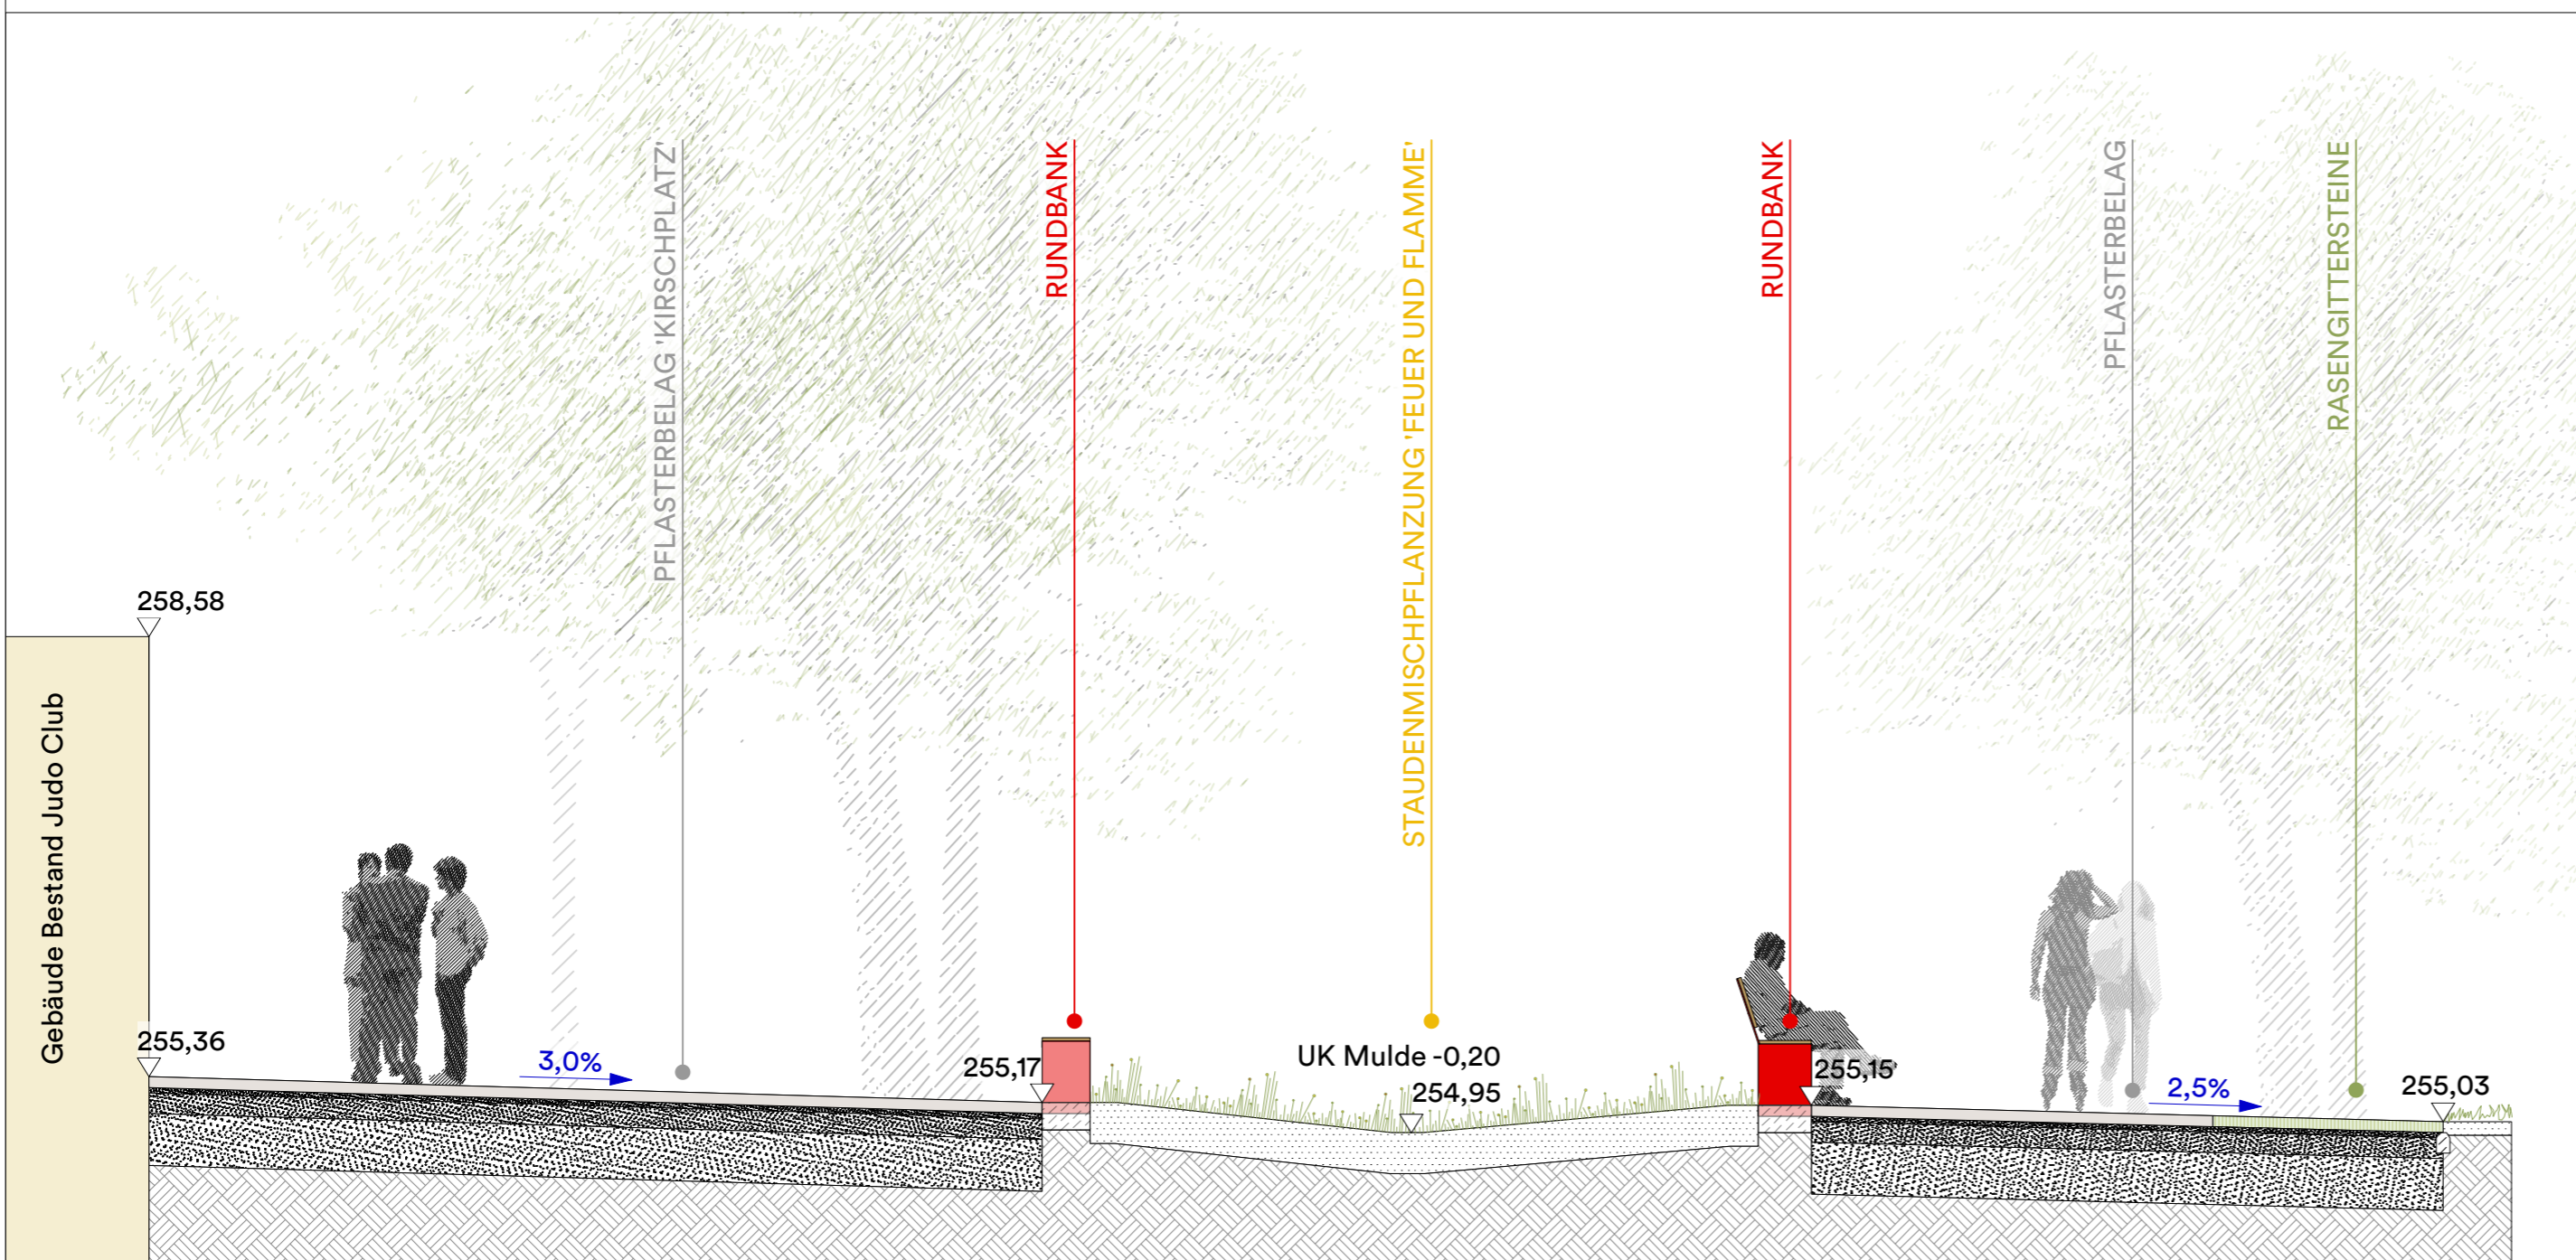 PFLASTERBELAG 'KIRSCHPLATZ'
RUNDBANK
STAUDENMISCHPFLANZUNG 'FEUER UND FLAMME'
RUNDBANK
PFLASTERBELAG
RASENGITTERSTEINE
258,58
Gebäude Bestand Judo Club
255,36
3,0%
255,17
UK Mulde -0,20
254,95
255,15
2,5%
255,03